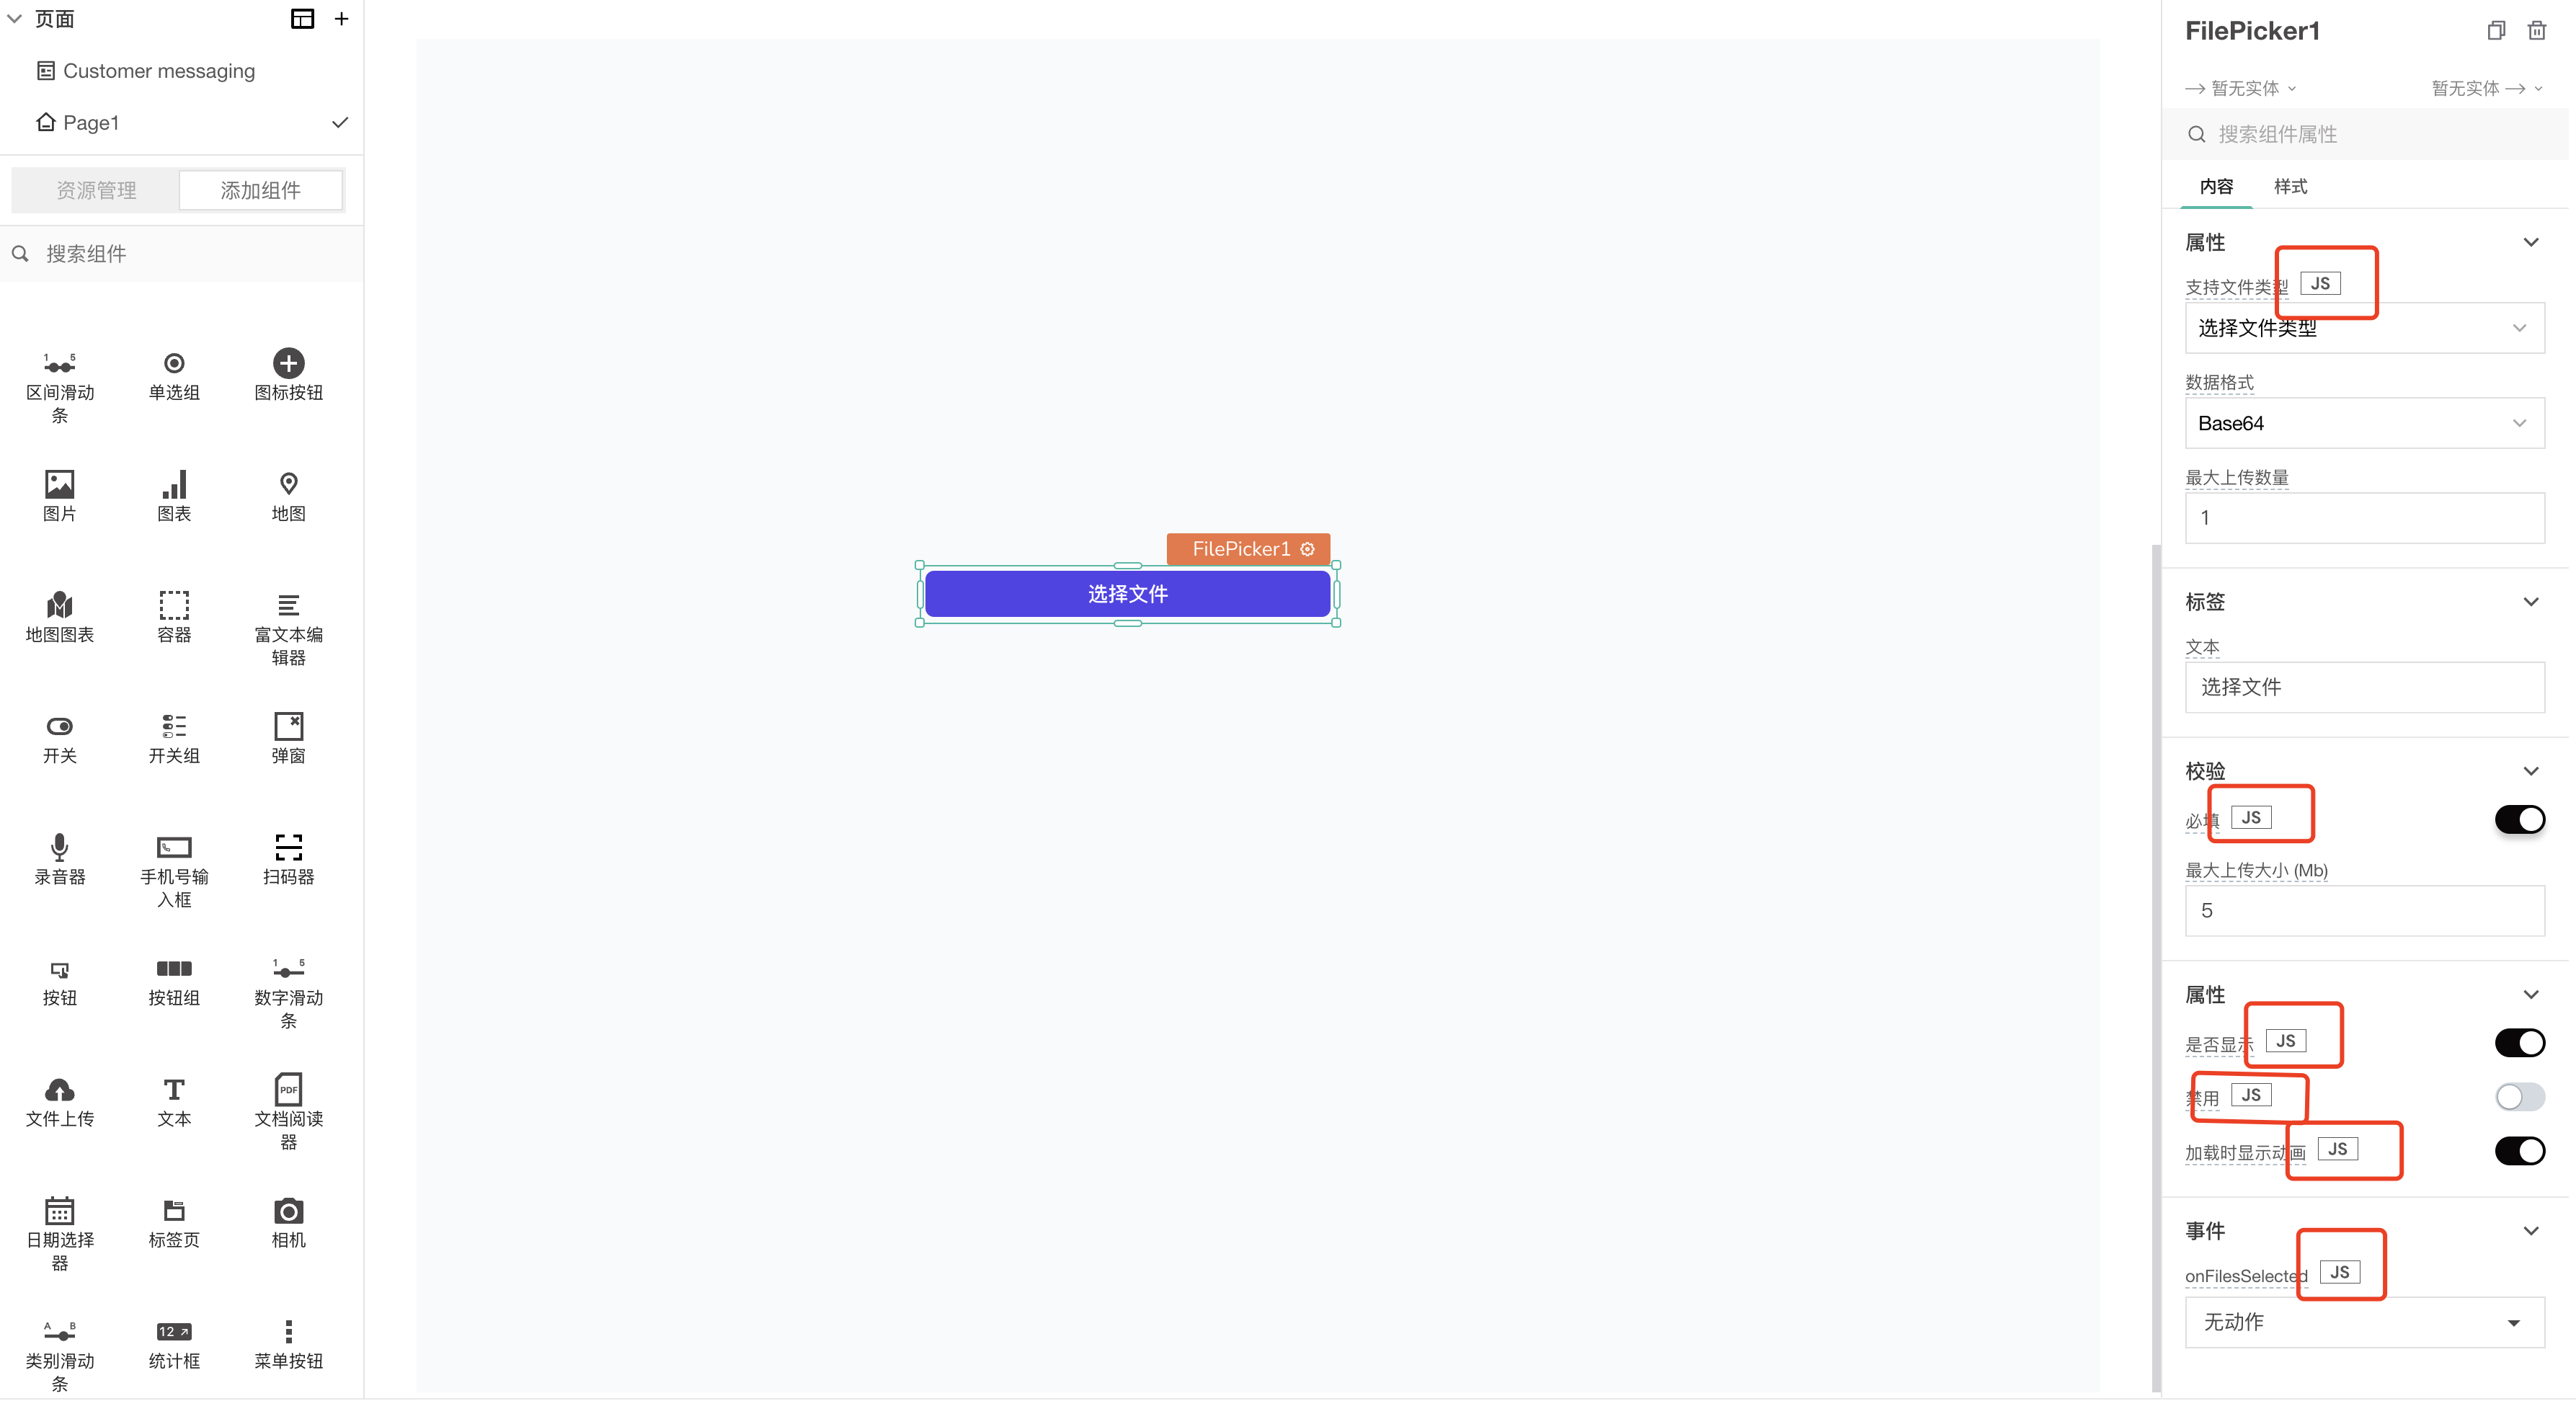 页面
Customer messaging
Page1
资源管理
添加组件
搜索组件
1 5
区间滑动
条
单选组
图标按钮
图片
图表
地图
地图图表
容器
富文本编
辑器
开关
开关组
弹窗
录音器
手机号输
入框
扫码器
按钮
按钮组
1 5
数字滑动
条
文件上传
T
文本
PDF
文档阅读
器
日期选择
器
标签页
相机
A B
类别滑动
条
12
统计框
菜单按钮
FilePicker1
选择文件
FilePicker1
暂无实体
暂无实体
搜索组件属性
内容
样式
属性
支持文件类型
JS
选择文件类型
数据格式
Base64
最大上传数量
1
标签
文本
选择文件
校验
必填
JS
最大上传大小 (Mb)
5
属性
是否显示
JS
禁用
JS
加载时显示动画
JS
事件
onFilesSelected
JS
无动作